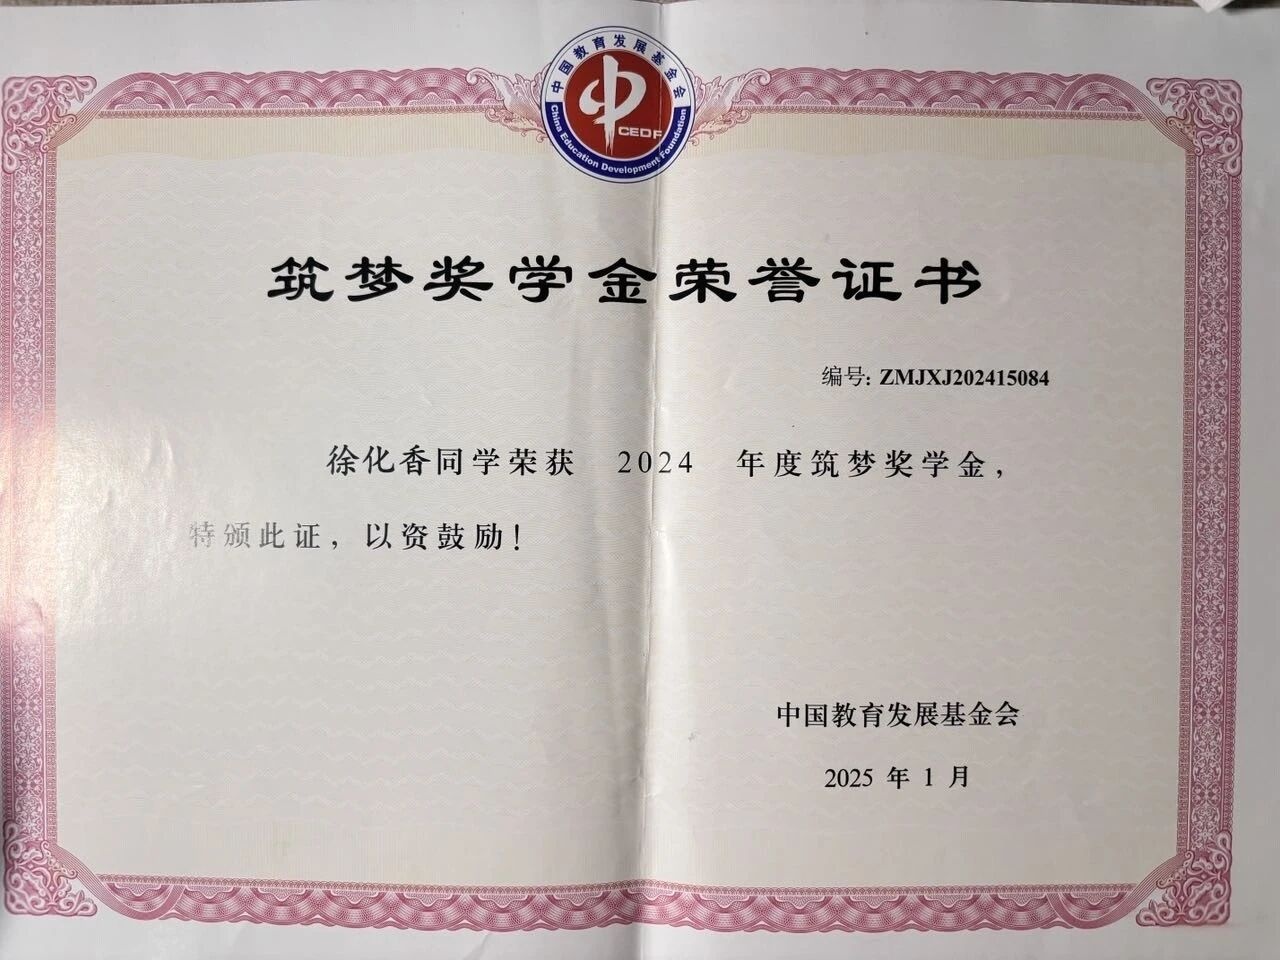 中国教育发展基金会
CEDF
China Education Development Foundation
筑梦奖学金荣誉证书
编号: ZMJXJ202415084
徐化香同学荣获 2024 年度筑梦奖学金,
特颁此证, 以资鼓励!
中国教育发展基金会
2025 年 1 月